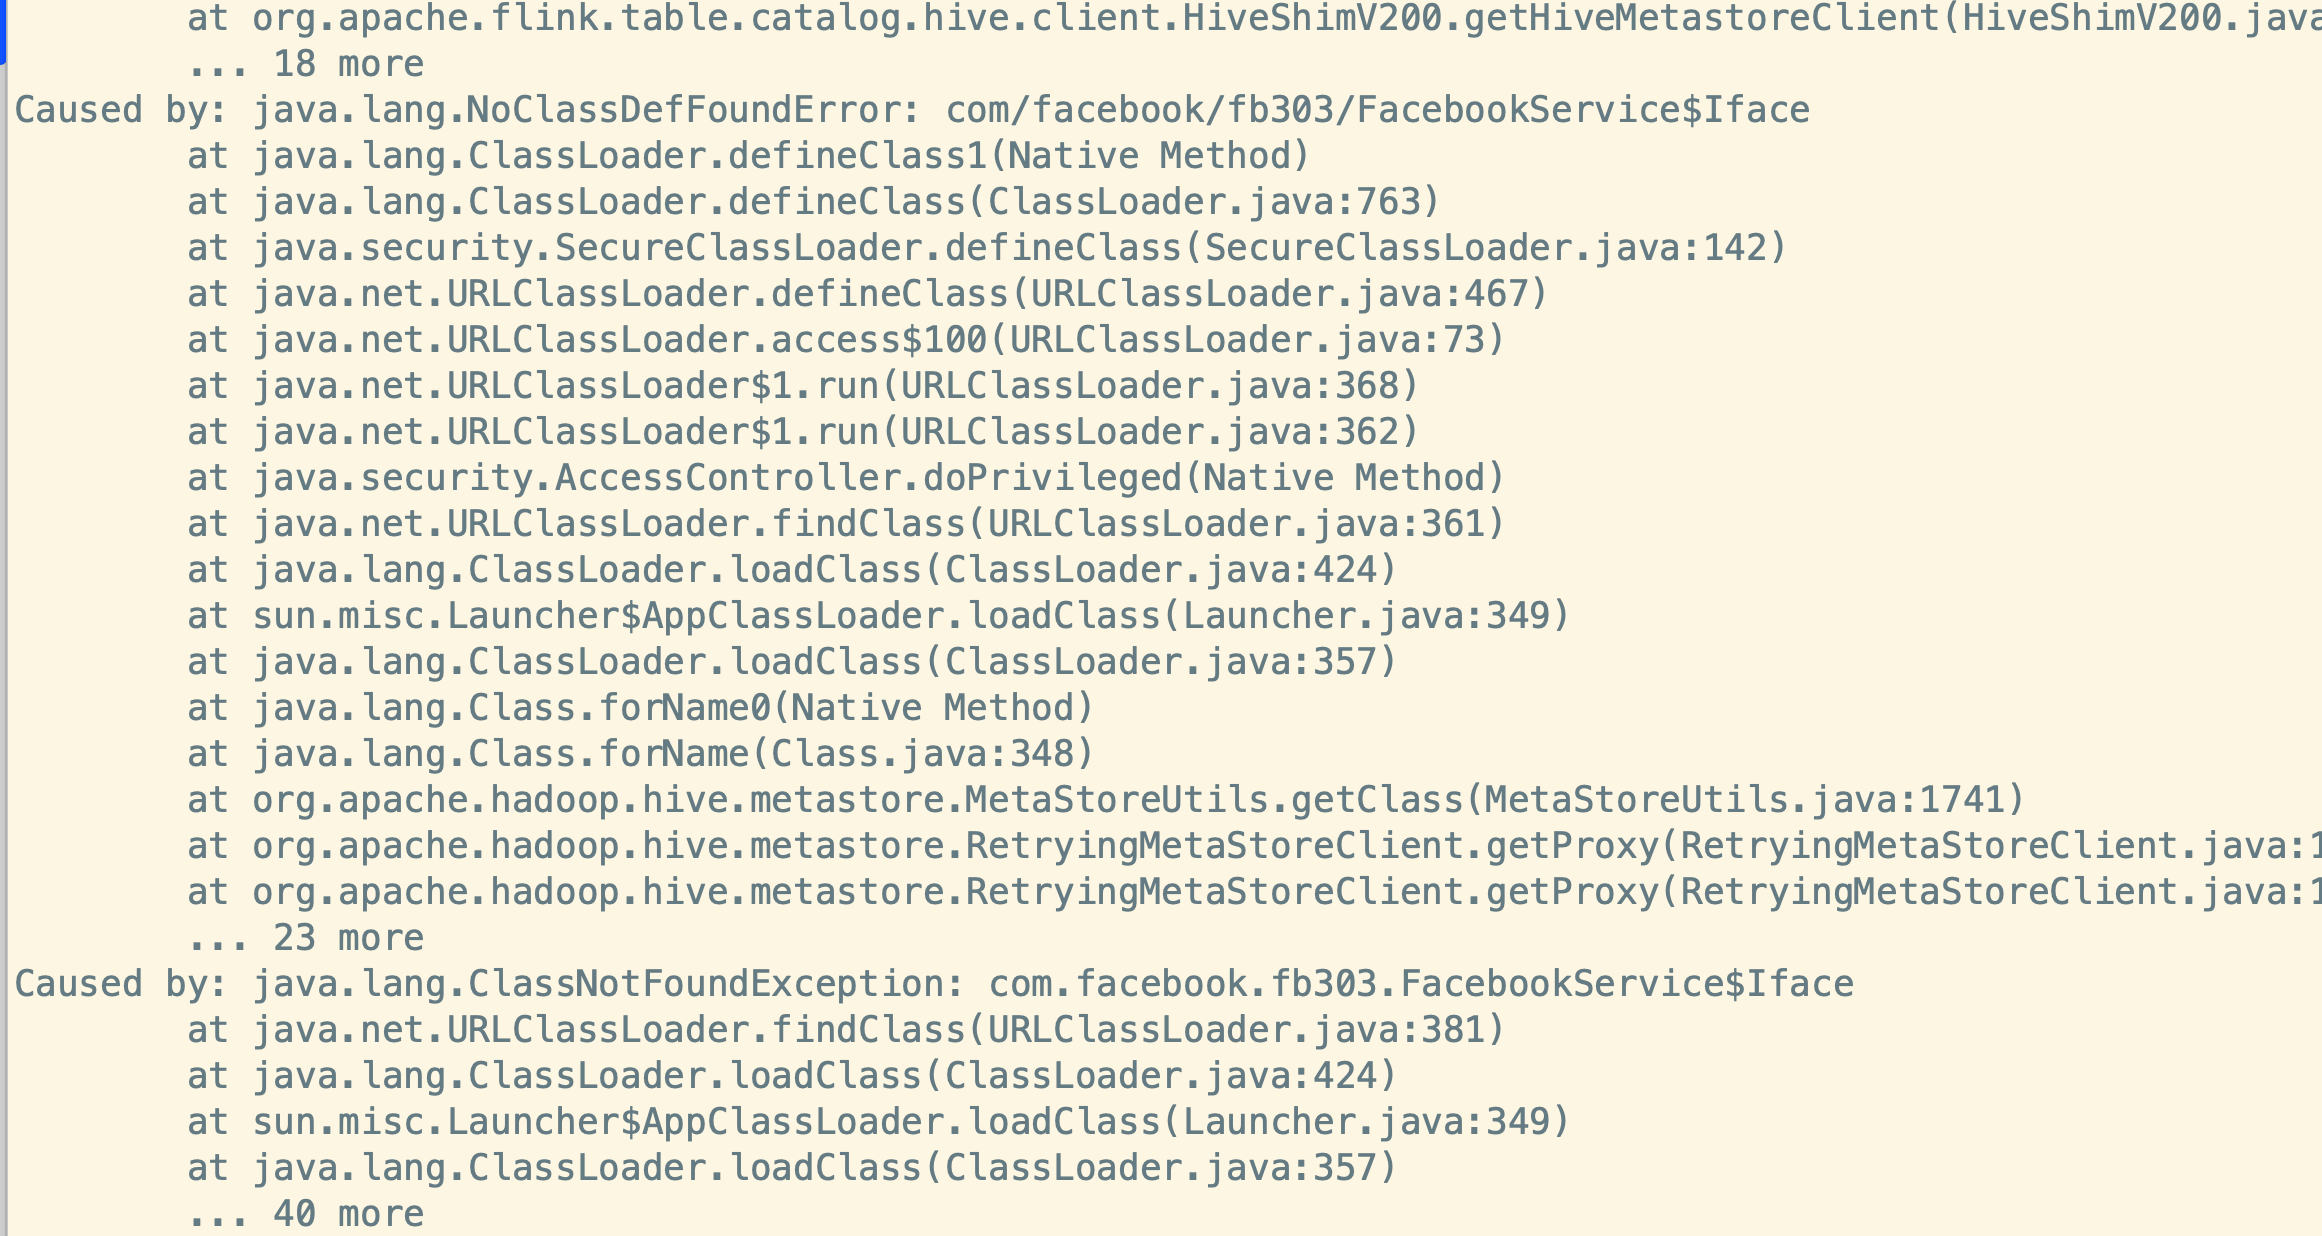 at org.apache.flink.table.catalog.hive.client.HiveShimV200.getHiveMetastoreClient(HiveShimV200.java
... 18 more
Caused by: java.lang.NoClassDefFoundError: com/facebook/fb303/FacebookService$Iface
at java.lang.ClassLoader.defineClass1(Native Method)
at java.lang.ClassLoader.defineClass(ClassLoader.java:763)
at java.security.SecureClassLoader.defineClass(SecureClassLoader.java:142)
at java.net.URLClassLoader.defineClass(URLClassLoader.java:467)
at java.net.URLClassLoader.access$100(URLClassLoader.java:73)
at java.net.URLClassLoader$1.run(URLClassLoader.java:368)
at java.net.URLClassLoader$1.run(URLClassLoader.java:362)
at java.security.AccessController.doPrivileged(Native Method)
at java.net.URLClassLoader.findClass(URLClassLoader.java:361)
at java.lang.ClassLoader.loadClass(ClassLoader.java:424)
at sun.misc.Launcher$AppClassLoader.loadClass(Launcher.java:349)
at java.lang.ClassLoader.loadClass(ClassLoader.java:357)
at java.lang.Class.forName0(Native Method)
at java.lang.Class.forName(Class.java:348)
at org.apache.hadoop.hive.metastore.MetaStoreUtils.getClass(MetaStoreUtils.java:1741)
at org.apache.hadoop.hive.metastore.RetryingMetaStoreClient.getProxy(RetryingMetaStoreClient.java:1
at org.apache.hadoop.hive.metastore.RetryingMetaStoreClient.getProxy(RetryingMetaStoreClient.java:1
... 23 more
Caused by: java.lang.ClassNotFoundException: com.facebook.fb303.FacebookService$Iface
at java.net.URLClassLoader.findClass(URLClassLoader.java:381)
at java.lang.ClassLoader.loadClass(ClassLoader.java:424)
at sun.misc.Launcher$AppClassLoader.loadClass(Launcher.java:349)
at java.lang.ClassLoader.loadClass(ClassLoader.java:357)
... 40 more